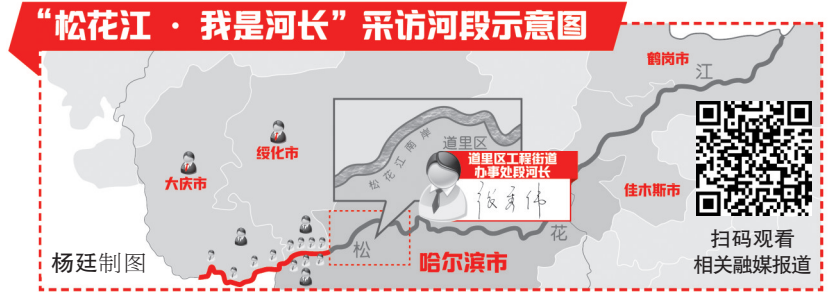 “松花江·我是河长”采访河段示意图
鹤岗市
江
道里区
松花江南岸
绥化市
大庆市
道里区工程街道
办事处段河长
佳木斯市
花
松
哈尔滨市
扫码观看
相关融媒报道
杨廷制图